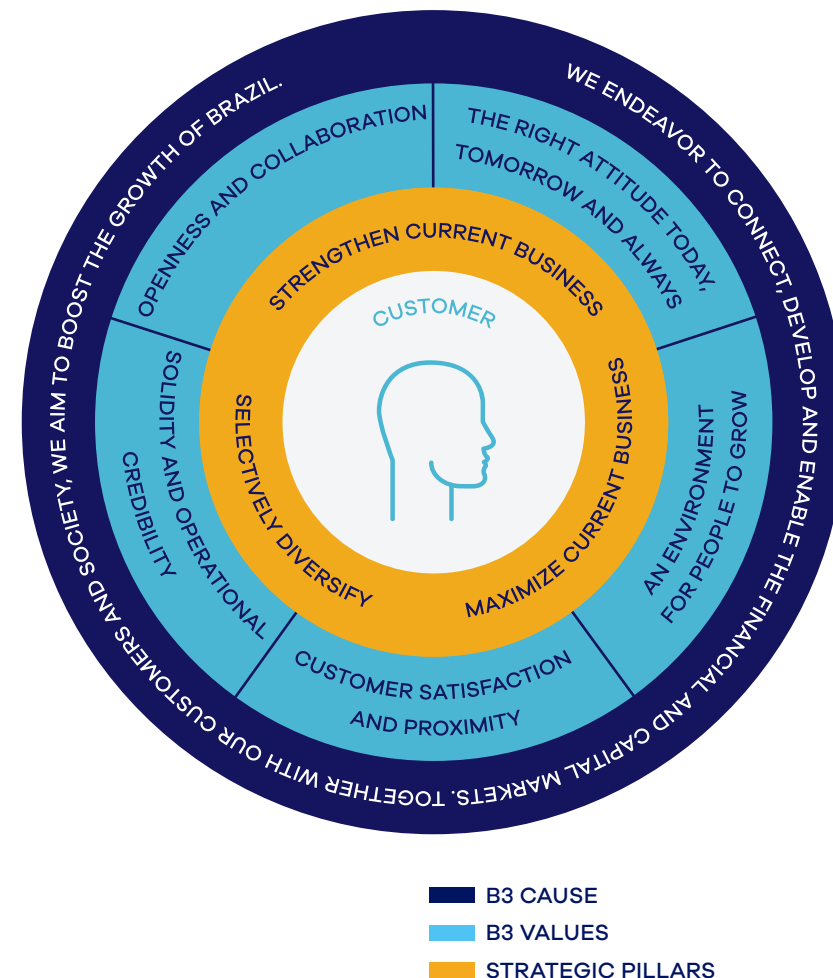 WE ENDEAVOR TO CONNECT, DEVELOP AND ENABLE THE FINANCIAL AND CAPITAL MARKETS. TOGETHER WITH OUR CUSTOMERS AND SOCIETY, WE AIM TO BOOST THE GROWTH OF BRAZIL.
OPENNESS AND COLLABORATION
THE RIGHT ATTITUDE TODAY,
TOMORROW AND ALWAYS
AN ENVIRONMENT
FOR PEOPLE TO GROW
CUSTOMER SATISFACTION
AND PROXIMITY
SOLIDITY AND OPERATIONAL
CREDIBILITY
STRENGTHEN CURRENT BUSINESS
MAXIMIZE CURRENT BUSINESS
SELECTIVELY DIVERSIFY
CUSTOMER
B3 CAUSE
B3 VALUES
STRATEGIC PILLARS